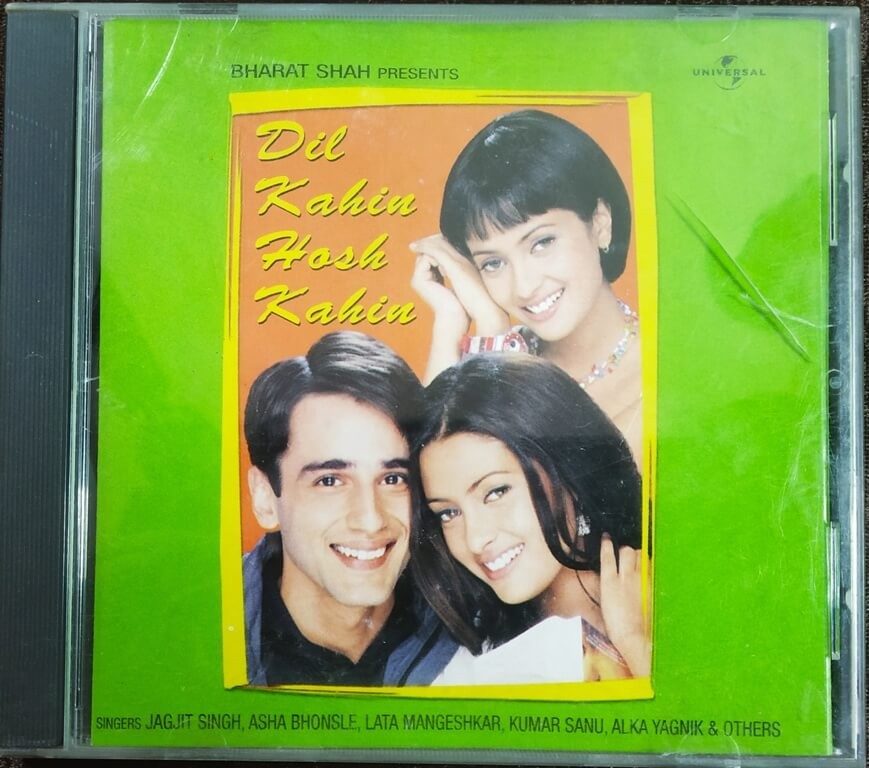 BHARAT SHAH PRESENTS
UNIVERSAL
Dil
Kahin
Hosh
Kahin
SINGERS JAGJIT SINGH, ASHA BHONSLE, LATA MANGESHKAR, KUMAR SANU, ALKA YAGNIK & OTHERS